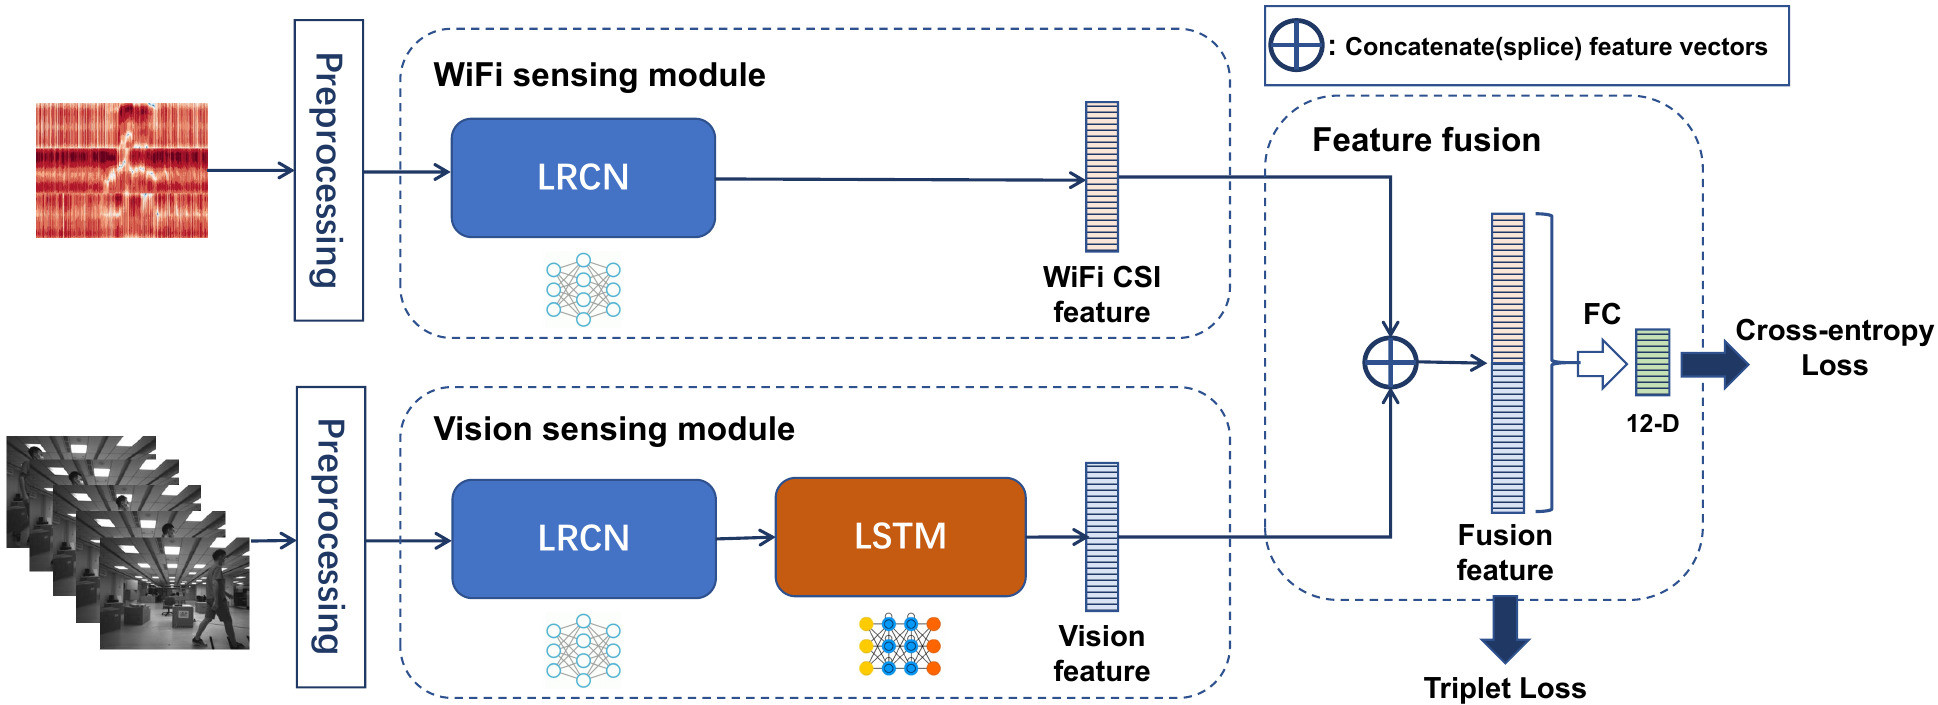 : Concatenate(splice) feature vectors
Preprocessing
WiFi sensing module
LRCN
WiFi CSI
feature
Feature fusion
FC
12-D
Cross-entropy
Loss
Fusion
feature
Triplet Loss
Preprocessing
Vision sensing module
LRCN
LSTM
Vision
feature